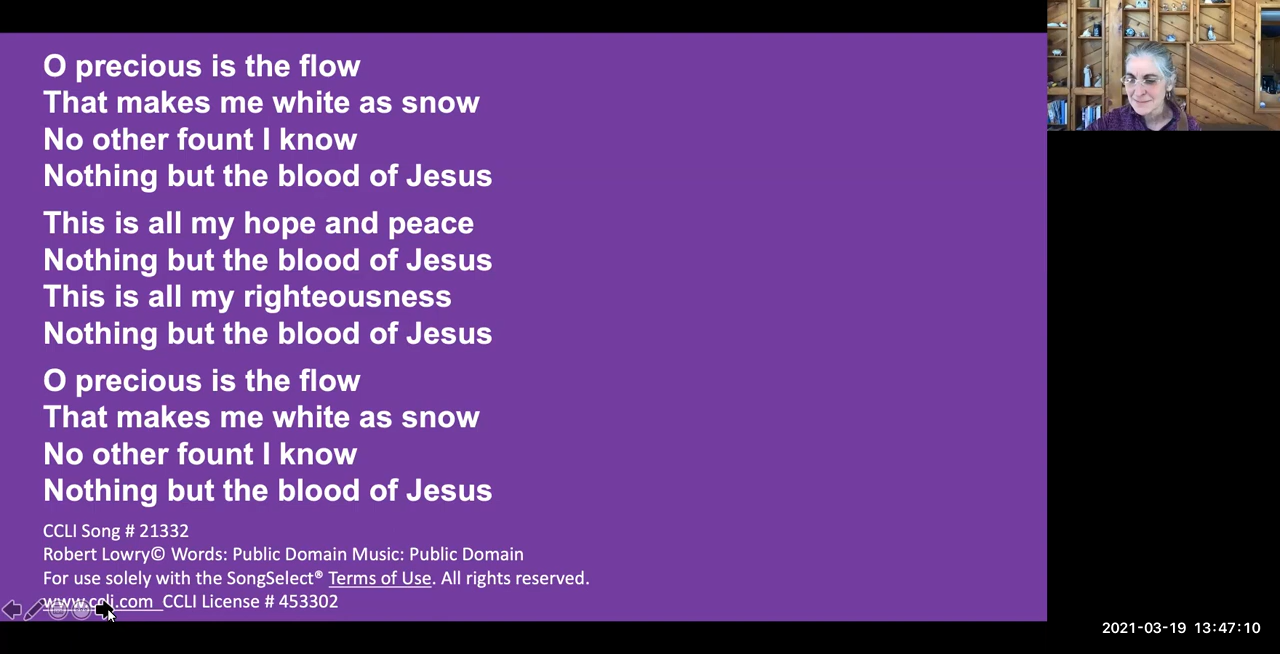 O precious is the flow
That makes me white as snow
No other fount I know
Nothing but the blood of Jesus
This is all my hope and peace
Nothing but the blood of Jesus
This is all my righteousness
Nothing but the blood of Jesus
O precious is the flow
That makes me white as snow
No other fount I know
Nothing but the blood of Jesus
CCLI Song # 21332
Robert Lowry© Words: Public Domain Music: Public Domain
For use solely with the SongSelect® Terms of Use. All rights reserved.
www.ccli.com CCLI License # 453302
2021-03-19 13:47:10